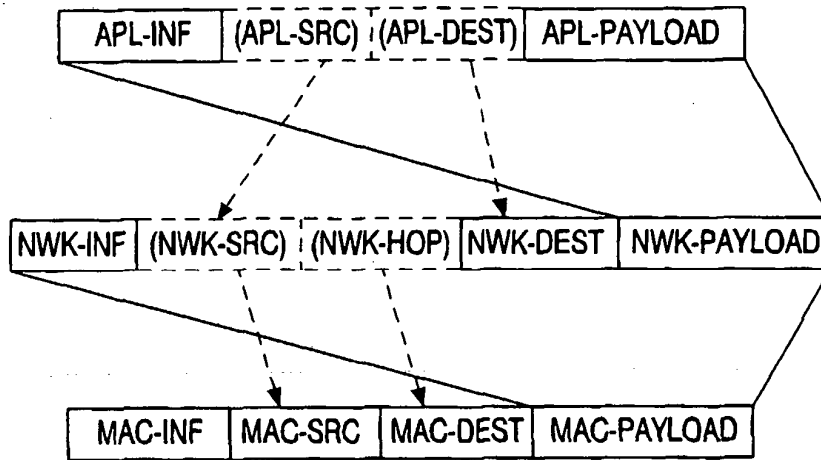 APL-INF (APL-SRC) (APL-DEST) APL-PAYLOAD
NWK-INF (NWK-SRC) (NWK-HOP) NWK-DEST NWK-PAYLOAD
MAC-INF MAC-SRC MAC-DEST MAC-PAYLOAD